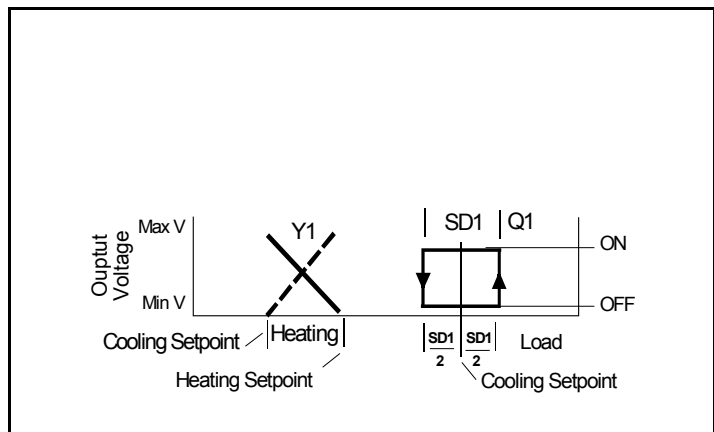 Ouptut
Voltage
Max V
Min V
Y1
SD1
Q1
ON
OFF
Cooling Setpoint
Heating
Heating Setpoint
SD1
2
SD1
2
Load
Cooling Setpoint